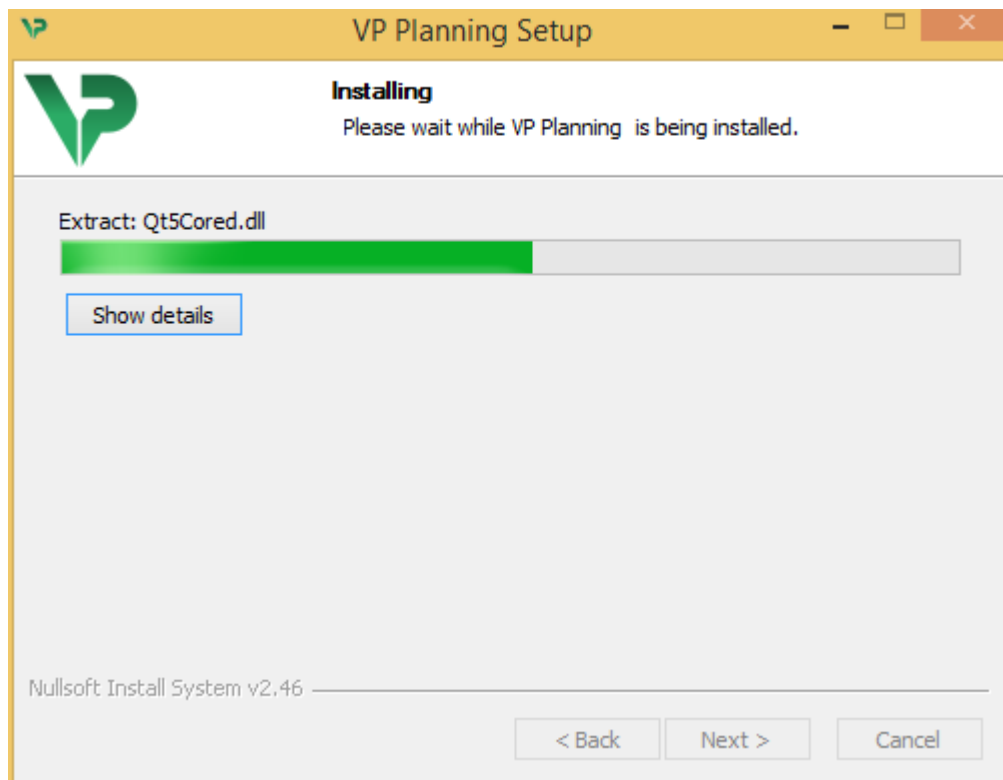 VP Planning Setup
Installing
Please wait while VP Planning  is being installed.
Extract: Qt5Cored.dll
Show details
Nullsoft Install System v2.46
< Back
Next >
Cancel